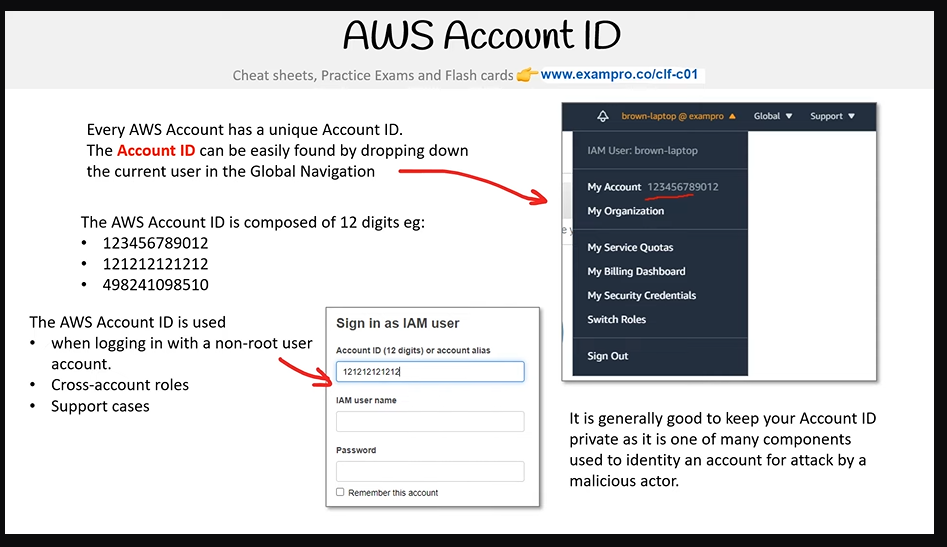 AWS Account ID
Cheat sheets, Practice Exams and Flash cards 👉 www.exampro.co/clf-c01
Every AWS Account has a unique Account ID.
The Account ID can be easily found by dropping down
the current user in the Global Navigation
The AWS Account ID is composed of 12 digits eg:
• 123456789012
• 121212121212
• 498241098510
The AWS Account ID is used
• when logging in with a non-root user
account.
• Cross-account roles
• Support cases
Sign in as IAM user
Account ID (12 digits) or account alias
121212121212
IAM user name
Password
Remember this account
brown-laptop @ exampro ▲ Global ▼ Support ▼
IAM User: brown-laptop
My Account 123456789012
My Organization
My Service Quotas
My Billing Dashboard
My Security Credentials
Switch Roles
Sign Out
It is generally good to keep your Account ID
private as it is one of many components
used to identity an account for attack by a
malicious actor.